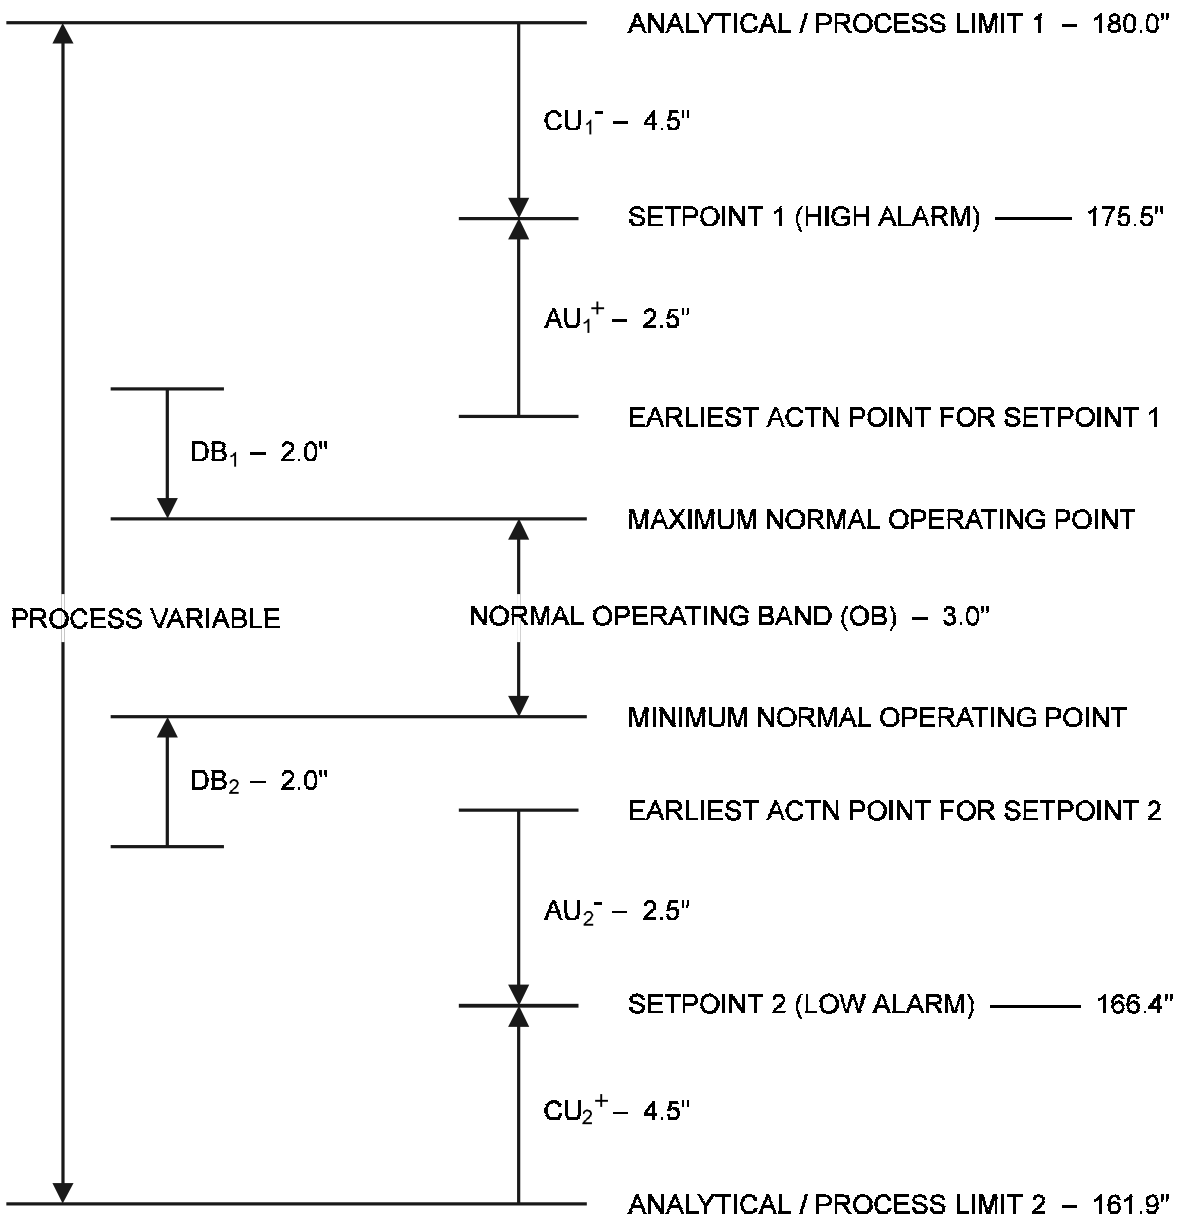 ANALYTICAL / PROCESS LIMIT 1 – 180.0"
CU₁⁻ – 4.5"
SETPOINT 1 (HIGH ALARM) —— 175.5"
AU₁⁺ – 2.5"
EARLIEST ACTN POINT FOR SETPOINT 1
DB₁ – 2.0"
MAXIMUM NORMAL OPERATING POINT
PROCESS VARIABLE
NORMAL OPERATING BAND (OB) – 3.0"
MINIMUM NORMAL OPERATING POINT
DB₂ – 2.0"
EARLIEST ACTN POINT FOR SETPOINT 2
AU₂⁻ – 2.5"
SETPOINT 2 (LOW ALARM) —— 166.4"
CU₂⁺ – 4.5"
ANALYTICAL / PROCESS LIMIT 2 – 161.9"